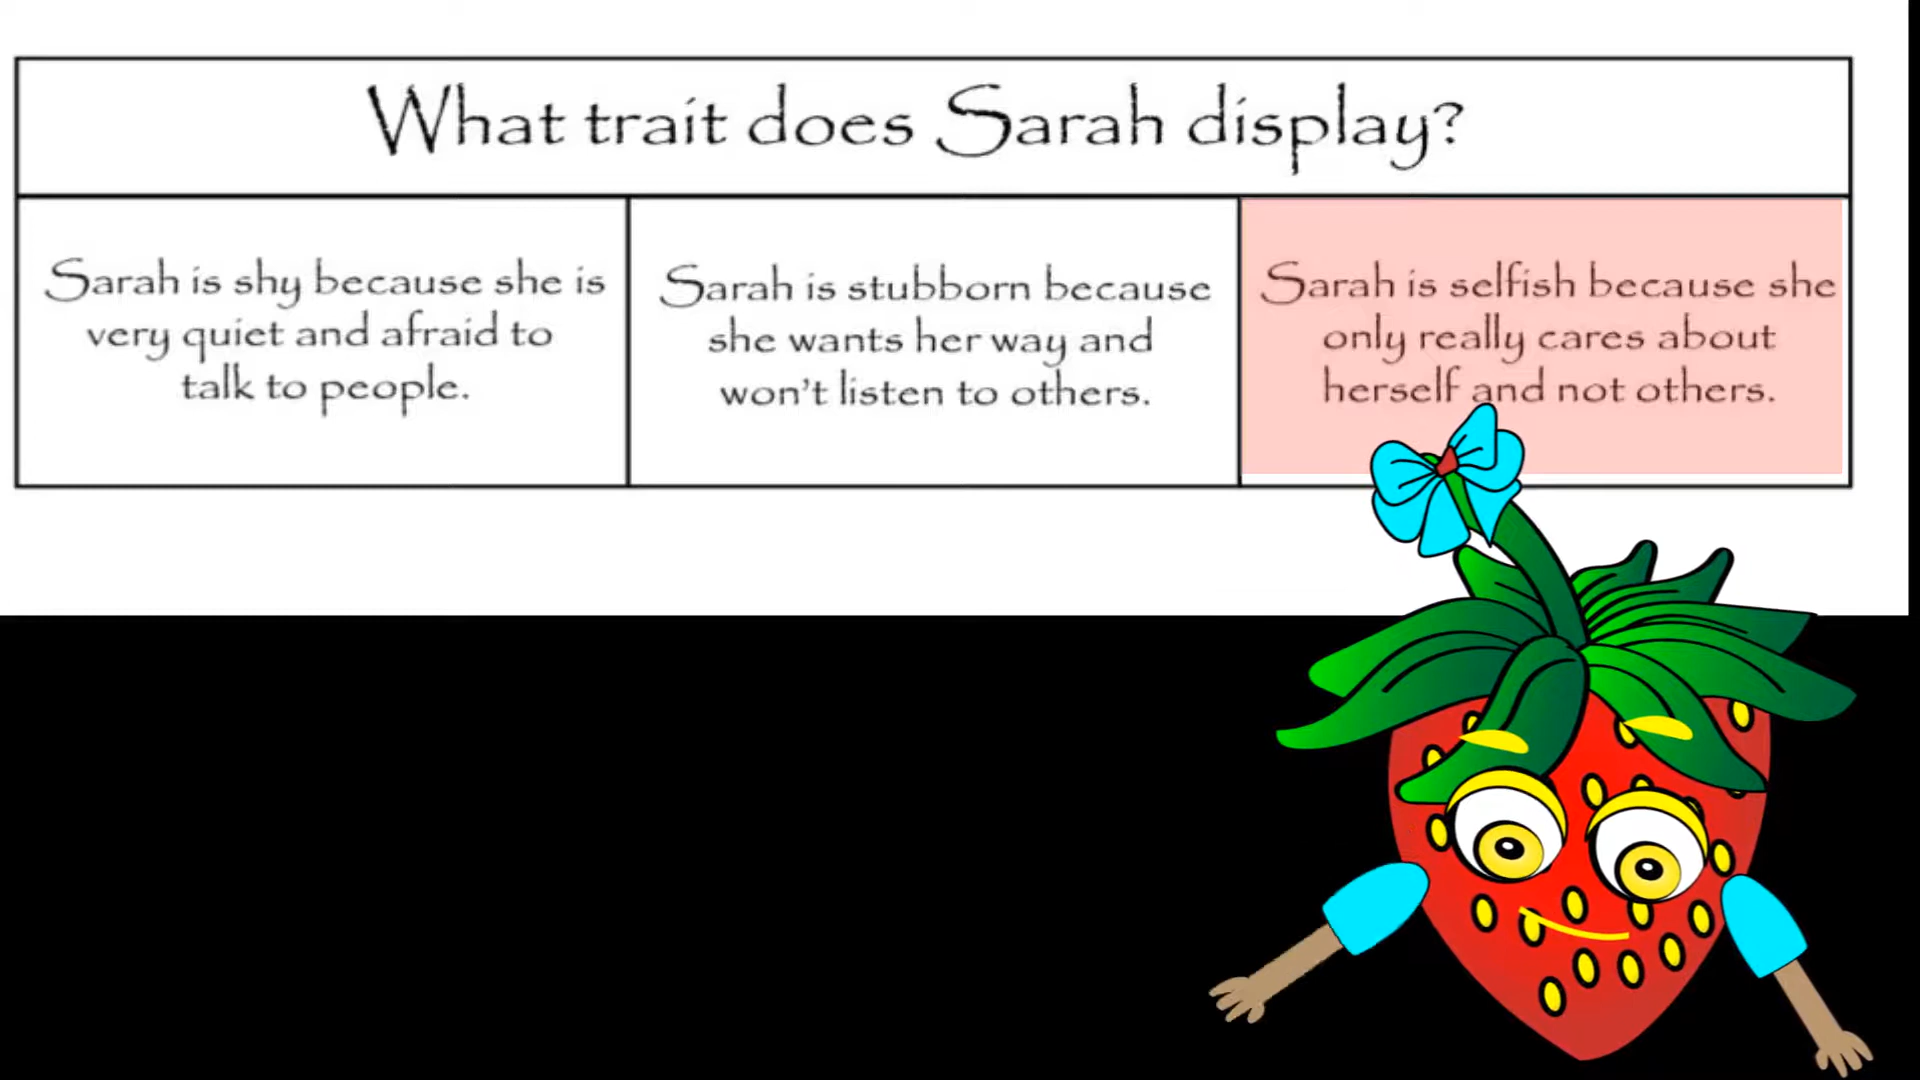 What trait does Sarah display?
Sarah is shy because she is
very quiet and afraid to
talk to people.
Sarah is stubborn because
she wants her way and
won't listen to others.
Sarah is selfish because she
only really cares about
herself and not others.